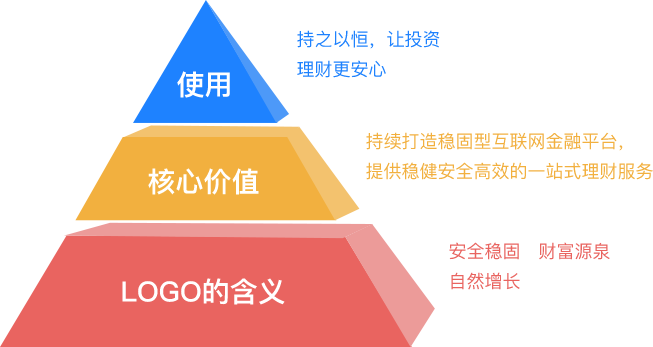 使用
持之以恒，让投资
理财更安心
核心价值
持续打造稳固型互联网金融平台，
提供稳健安全高效的一站式理财服务
LOGO的含义
安全稳固　财富源泉
自然增长